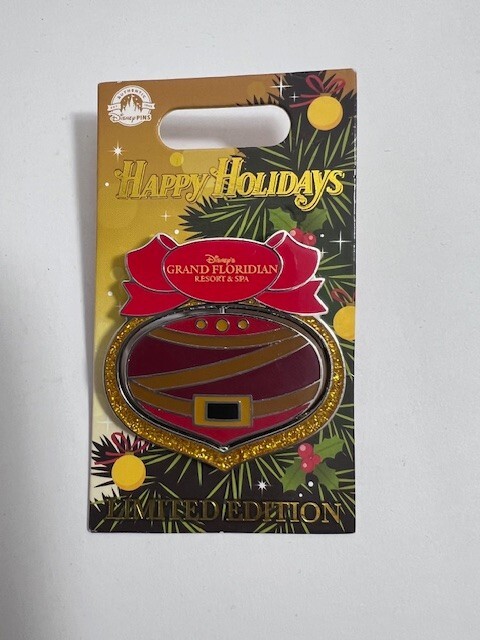 AUTHENTIC
Disney PINS
HAPPY HOLIDAYS
Disney's
GRAND FLORIDIAN
RESORT & SPA
LIMITED EDITION